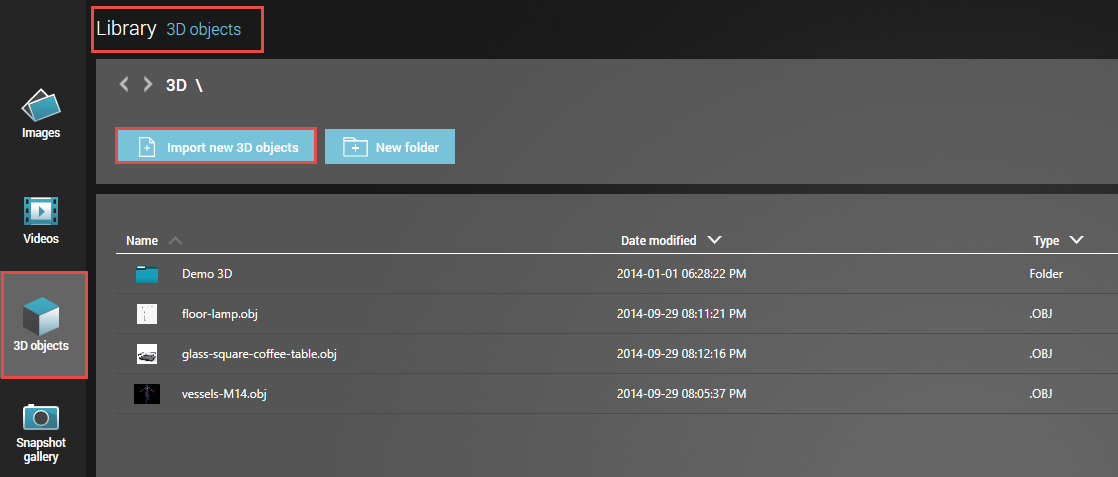 Library 3D objects
3D \
Import new 3D objects New folder
Images
Videos
3D objects
Snapshot
gallery
Name Date modified Type
Demo 3D 2014-01-01 06:28:22 PM Folder
floor-lamp.obj 2014-09-29 08:11:21 PM .OBJ
glass-square-coffee-table.obj 2014-09-29 08:12:16 PM .OBJ
vessels-M14.obj 2014-09-29 08:05:37 PM .OBJ